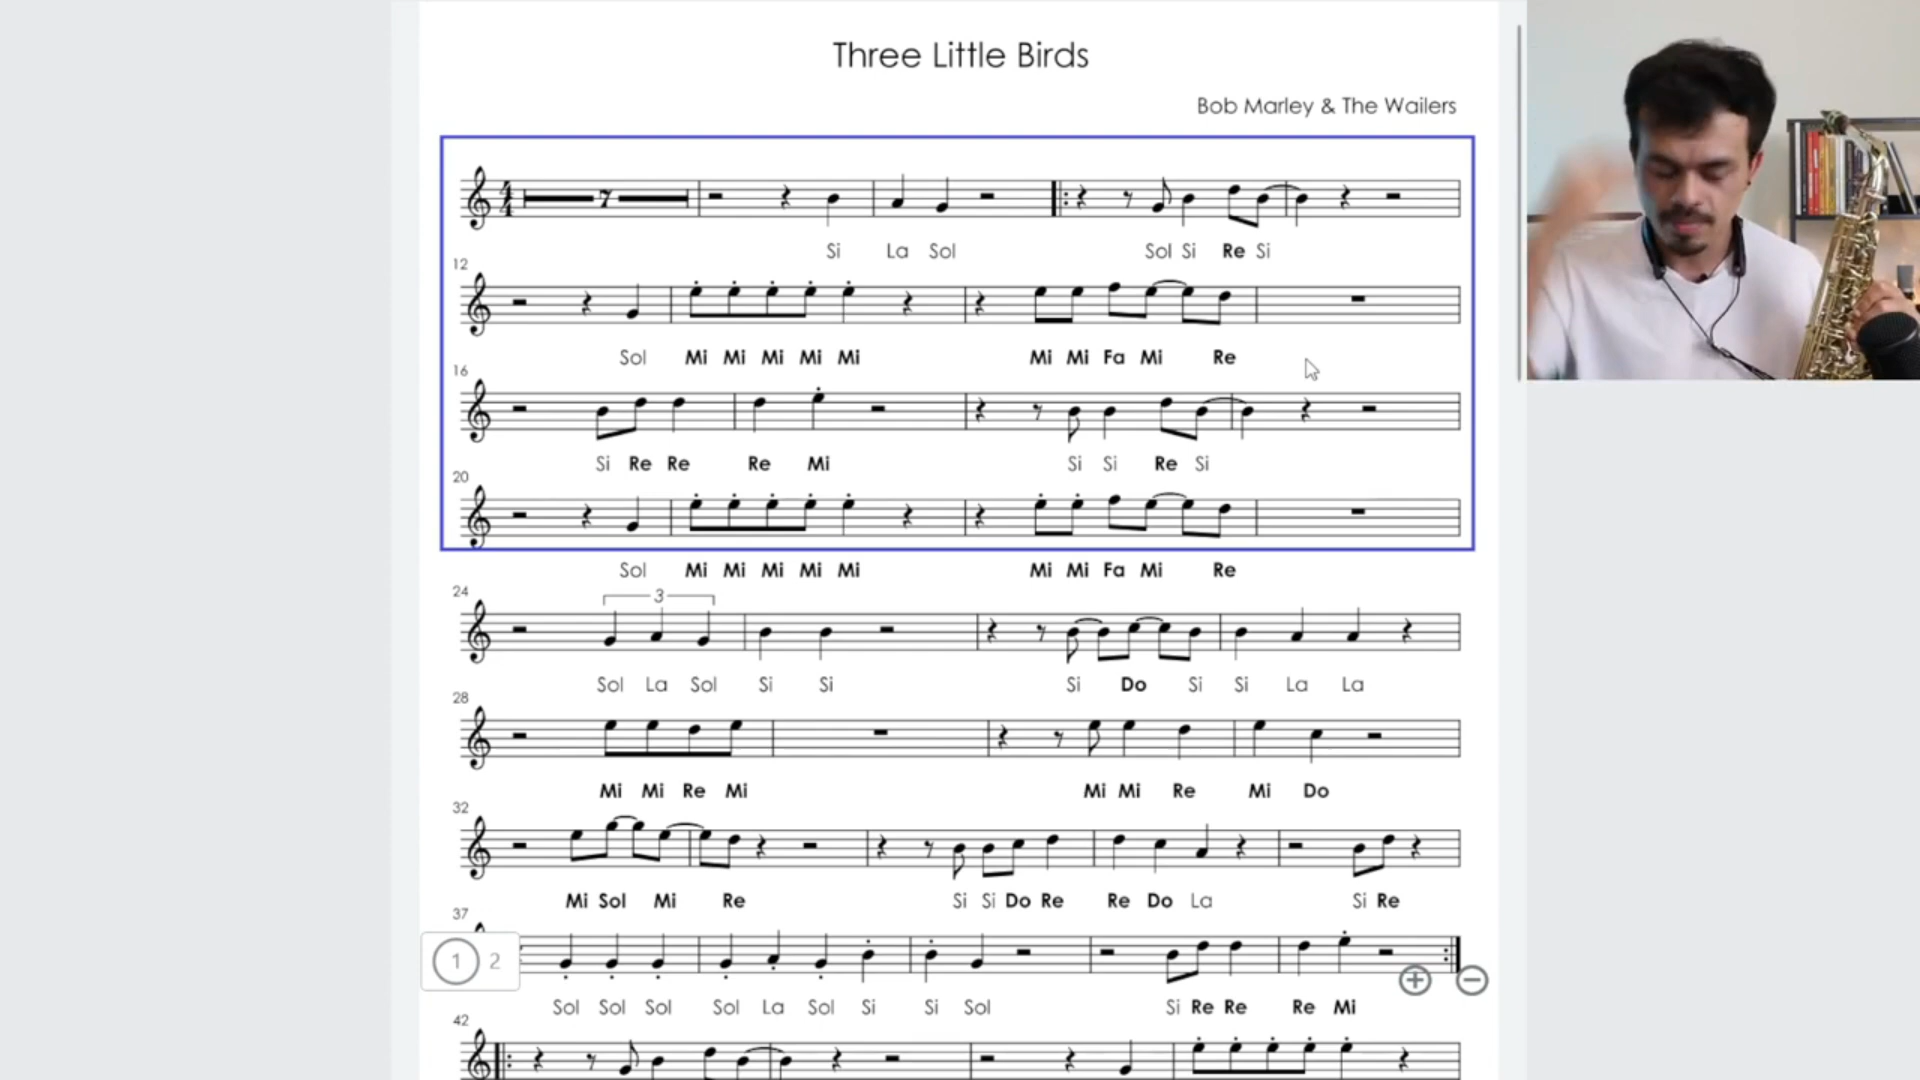 Three Little Birds
Bob Marley & The Wailers
4
4
7
Si La Sol Sol Si Re Si
12
Sol Mi Mi Mi Mi Mi Mi Mi Fa Mi Re
16
Si Re Re Re Mi Si Si Re Si
20
Sol Mi Mi Mi Mi Mi Mi Mi Fa Mi Re
24
3
Sol La Sol Si Si Si Do Si Si La La
28
Mi Mi Re Mi Mi Mi Re Mi Do
32
Mi Sol Mi Re Si Si Do Re Re Do La Si Re
37
1 2
Sol Sol Sol Sol La Sol Si Si Sol Si Re Re Re Mi
42